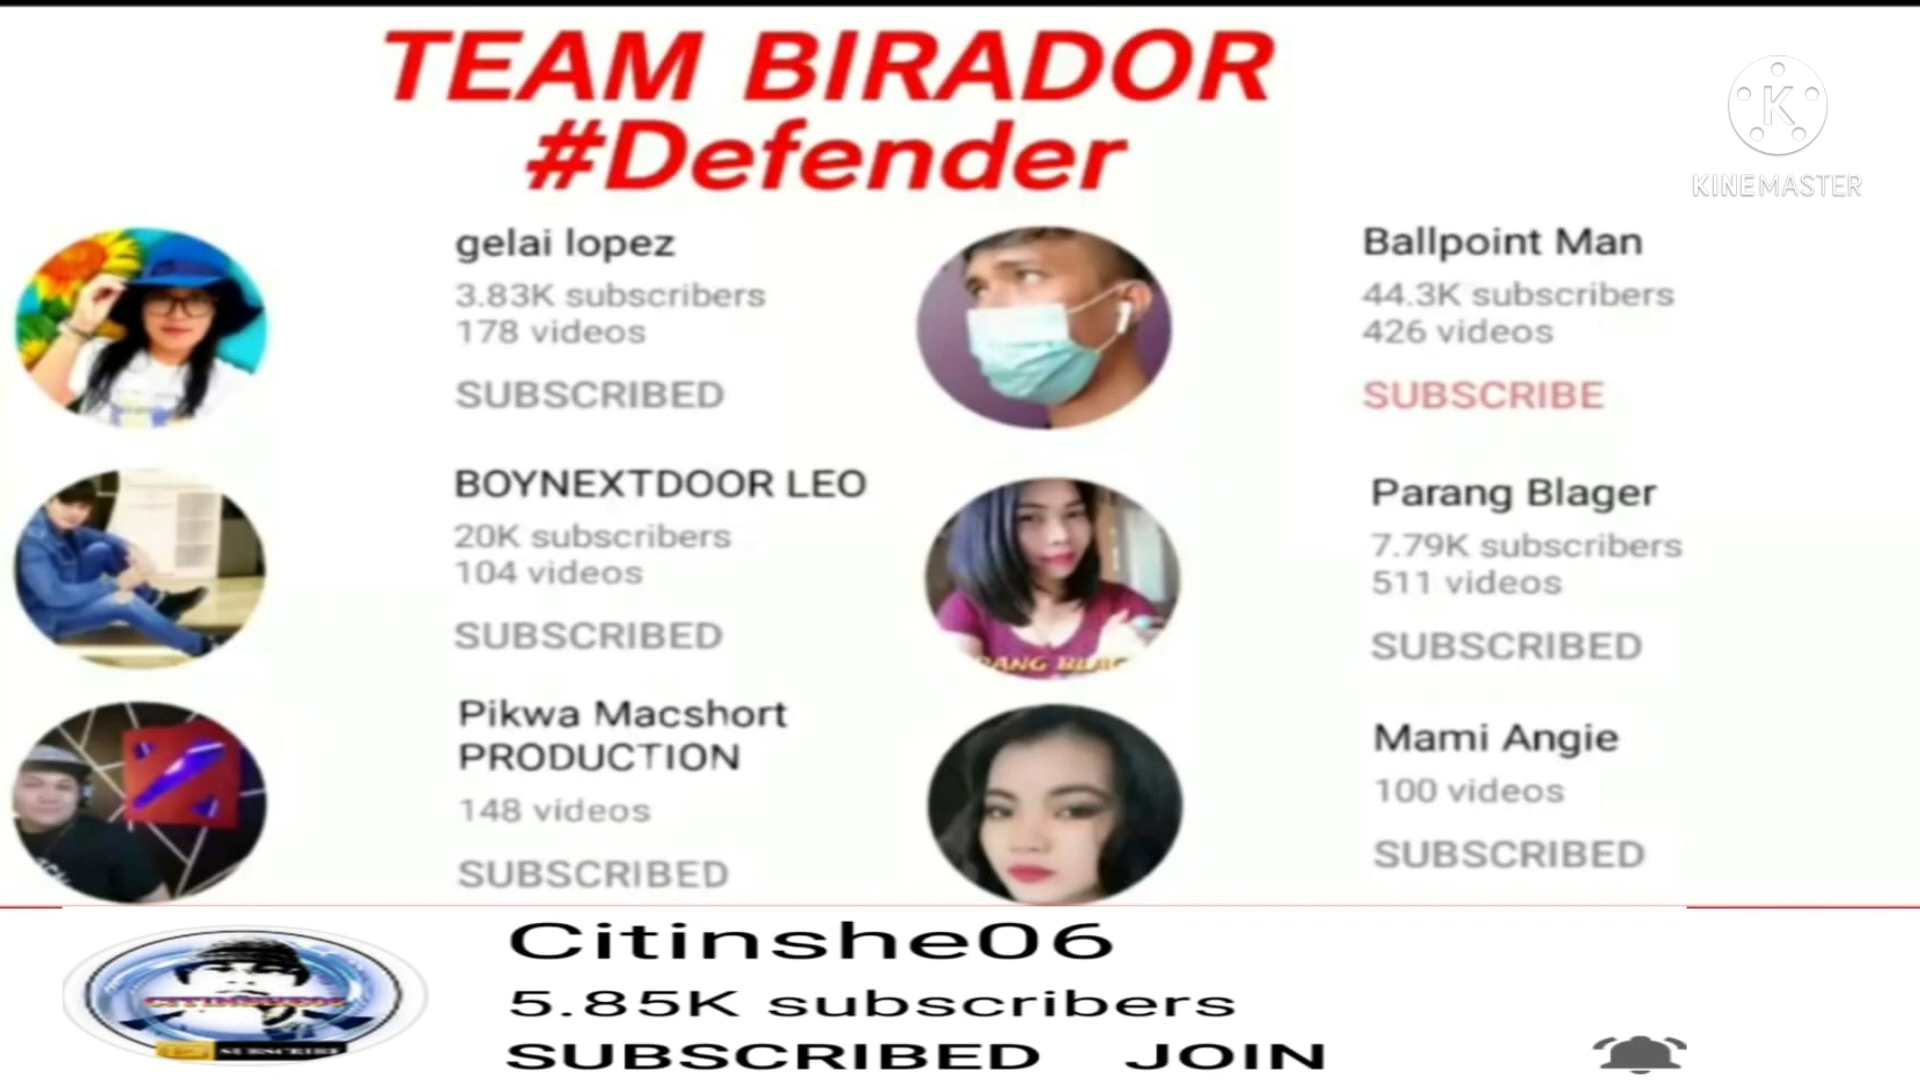 TEAM BIRADOR
#Defender
KINEMASTER
gelai lopez
3.83K subscribers
178 videos
SUBSCRIBED
Ballpoint Man
44.3K subscribers
426 videos
SUBSCRIBE
BOYNEXTDOOR LEO
20K subscribers
104 videos
SUBSCRIBED
Parang Blager
7.79K subscribers
511 videos
SUBSCRIBED
Pikwa Macshort
PRODUCTION
148 videos
SUBSCRIBED
Mami Angie
100 videos
SUBSCRIBED
Citinshe06
5.85K subscribers
SUBSCRIBED JOIN
SUBSCRIBE